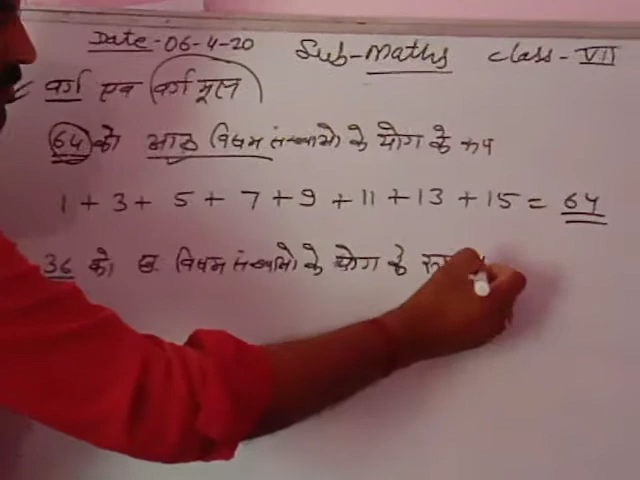 Date-06-4-20 Sub-Maths Class-VII
वर्ग एव वर्ग मूल
64 को आठ विषम संख्याओ के योग के रूप
1 + 3 + 5 + 7 + 9 + 11 + 13 + 15 = 64
36 को छ: विषम संख्याओ के योग के